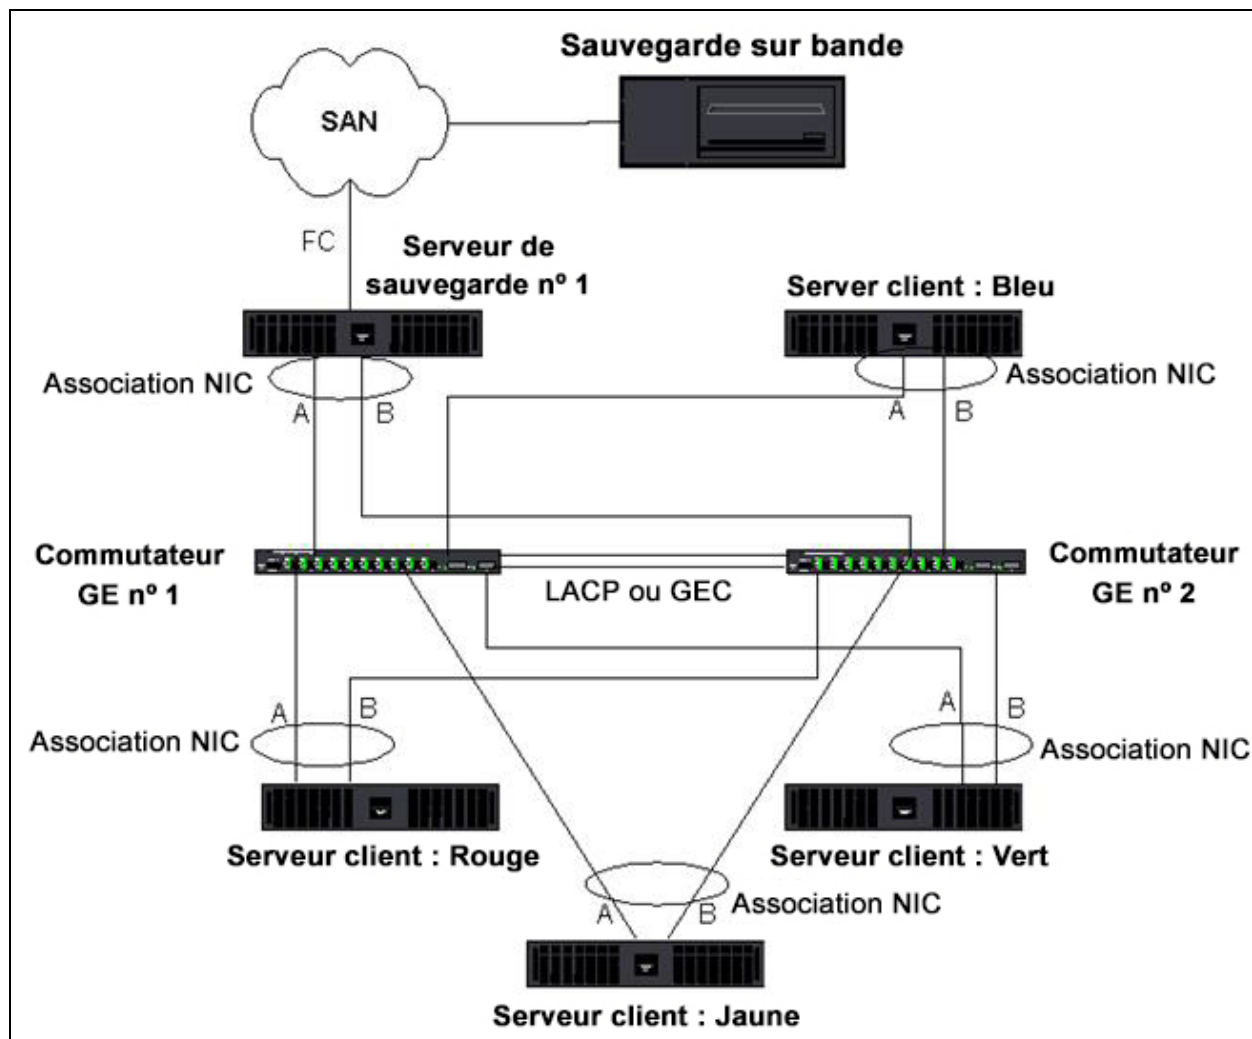 Sauvegarde sur bande
SAN
FC
Serveur de
sauvegarde nº 1
Server client : Bleu
Association NIC
A
B
Association NIC
A
B
Commutateur
GE nº 1
LACP ou GEC
Commutateur
GE nº 2
A
B
Association NIC
A
B
Association NIC
Serveur client : Rouge
Serveur client : Vert
A
B
Association NIC
Serveur client : Jaune